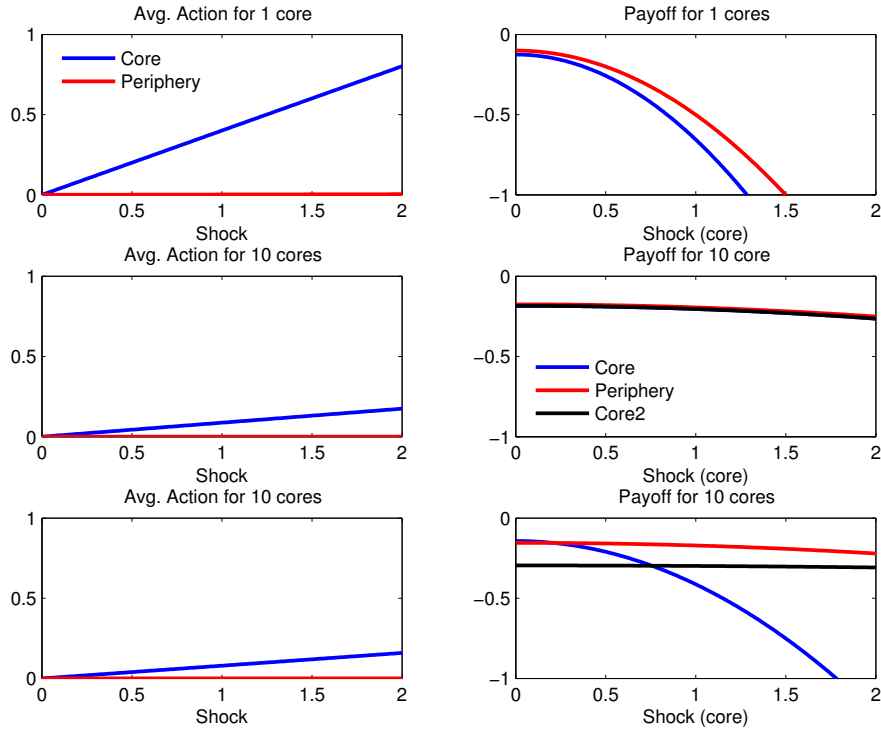 Avg. Action for 1 core
1
0.5
0
0 0.5 1 1.5 2
Shock
Core
Periphery
Payoff for 1 cores
0
−0.5
−1
0 0.5 1 1.5 2
Shock (core)
Avg. Action for 10 cores
1
0.5
0
0 0.5 1 1.5 2
Shock
Payoff for 10 core
0
−0.5
−1
0 0.5 1 1.5 2
Shock (core)
Core
Periphery
Core2
Avg. Action for 10 cores
1
0.5
0
0 0.5 1 1.5 2
Shock
Payoff for 10 cores
0
−0.5
−1
0 0.5 1 1.5 2
Shock (core)